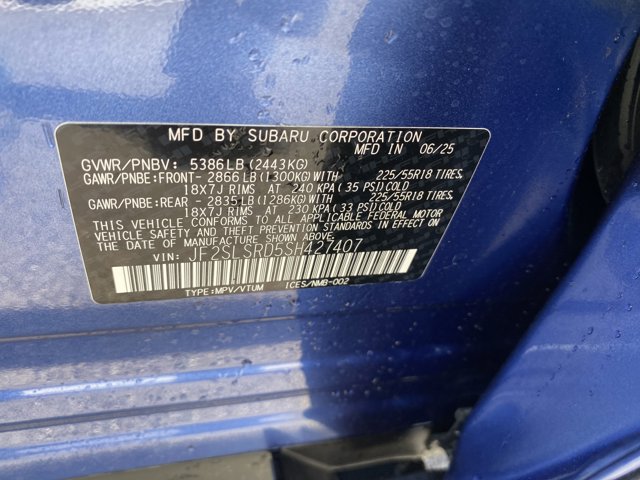 MFD BY SUBARU CORPORATION
MFD IN 06/25
GVWR/PNBV: 5386LB (2443KG)
GAWR/PNBE:FRONT- 2866LB (1300KG)WITH 225/55R18 TIRES,
18X7J RIMS AT 240 KPA (35 PSI)COLD
GAWR/PNBE:REAR - 2835LB (1286KG)WITH 225/55R18 TIRES,
18X7J RIMS AT 230 KPA (33 PSI)COLD
THIS VEHICLE CONFORMS TO ALL APPLICABLE FEDERAL MOTOR
VEHICLE SAFETY AND THEFT PREVENTION STANDARDS IN EFFECT ON
THE DATE OF MANUFACTURE SHOWN ABOVE.
VIN: JF2SLSRD5SH427407
TYPE:MPV/VTUM ICES/NMB-002